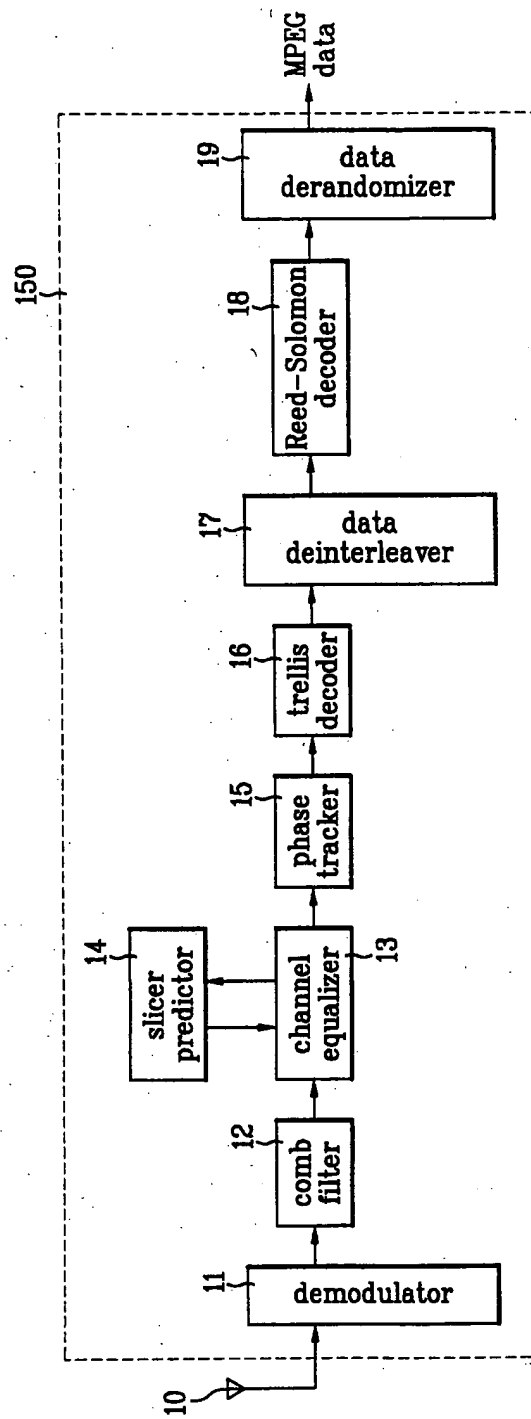 150
10
11
demodulator
12
comb
filter
13
channel
equalizer
14
slicer
predictor
15
phase
tracker
16
trellis
decoder
17
data
deinterleaver
18
Reed-Solomon
decoder
19
data
derandomizer
MPEG
data